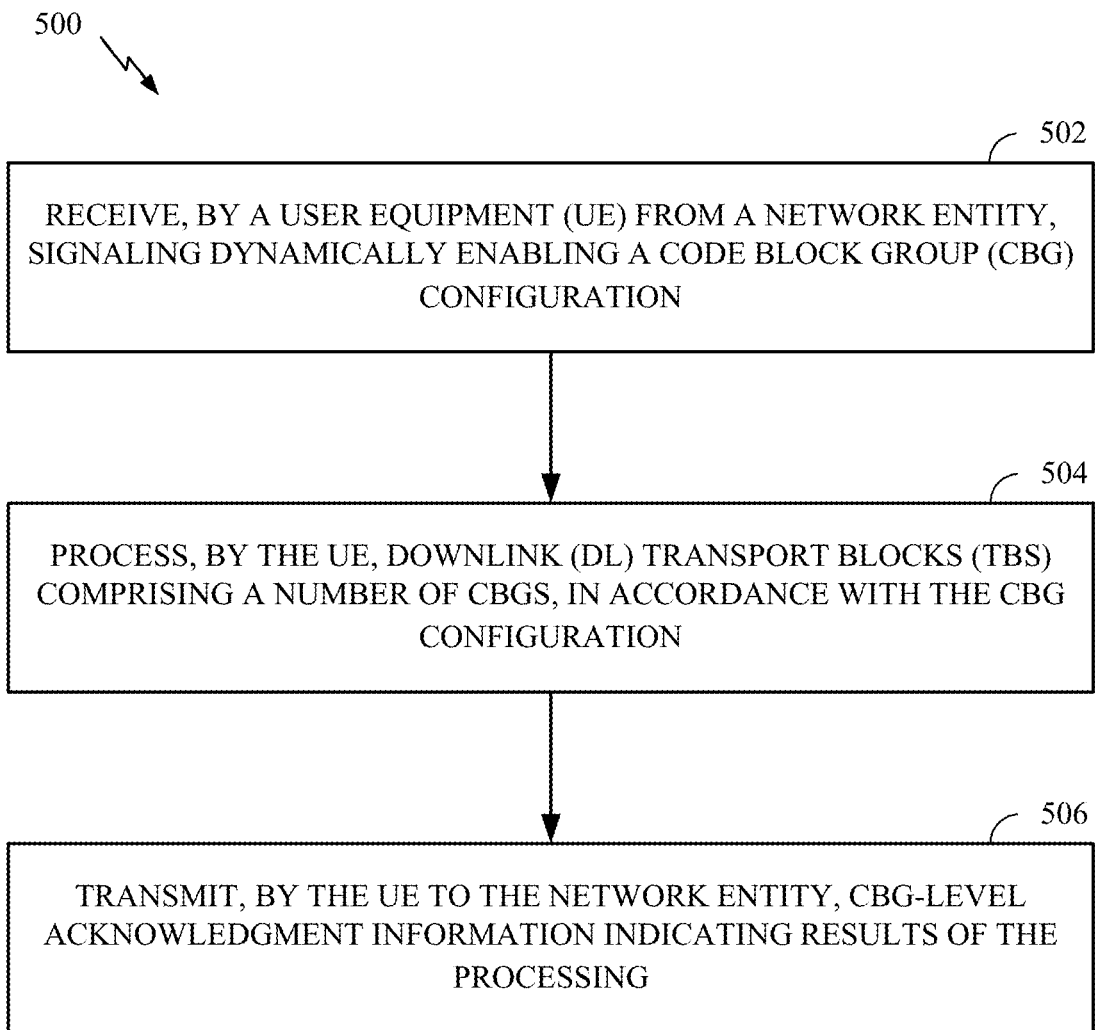 500
502
RECEIVE, BY A USER EQUIPMENT (UE) FROM A NETWORK ENTITY,
SIGNALING DYNAMICALLY ENABLING A CODE BLOCK GROUP (CBG)
CONFIGURATION
504
PROCESS, BY THE UE, DOWNLINK (DL) TRANSPORT BLOCKS (TBS)
COMPRISING A NUMBER OF CBGS, IN ACCORDANCE WITH THE CBG
CONFIGURATION
506
TRANSMIT, BY THE UE TO THE NETWORK ENTITY, CBG-LEVEL
ACKNOWLEDGMENT INFORMATION INDICATING RESULTS OF THE
PROCESSING